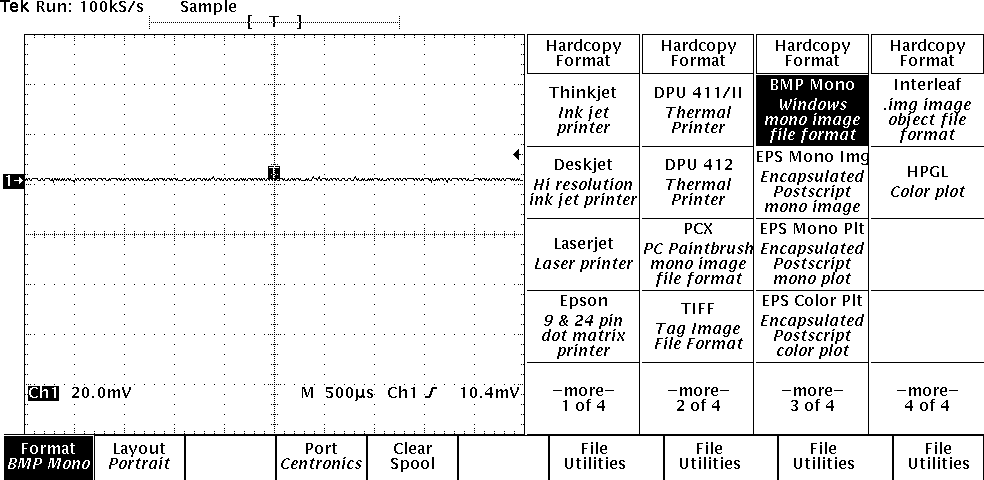 Tek Run: 100kS/s Sample
[ T ]
Hardcopy
Format
Thinkjet
Ink jet
printer
Deskjet
Hi resolution
ink jet printer
Laserjet
Laser printer
Epson
9 & 24 pin
dot matrix
printer
–more–
1 of 4
Hardcopy
Format
DPU 411/II
Thermal
Printer
DPU 412
Thermal
Printer
PCX
PC Paintbrush
mono image
file format
TIFF
Tag Image
File Format
–more–
2 of 4
Hardcopy
Format
BMP Mono
Windows
mono image
file format
EPS Mono Img
Encapsulated
Postscript
mono image
EPS Mono Plt
Encapsulated
Postscript
mono plot
EPS Color Plt
Encapsulated
Postscript
color plot
–more–
3 of 4
Hardcopy
Format
Interleaf
.img image
object file
format
HPGL
Color plot
–more–
4 of 4
T
1→
Ch1 20.0mV M 500µs Ch1 10.4mV
Format
BMP Mono
Layout
Portrait
Port
Centronics
Clear
Spool
File
Utilities
File
Utilities
File
Utilities
File
Utilities